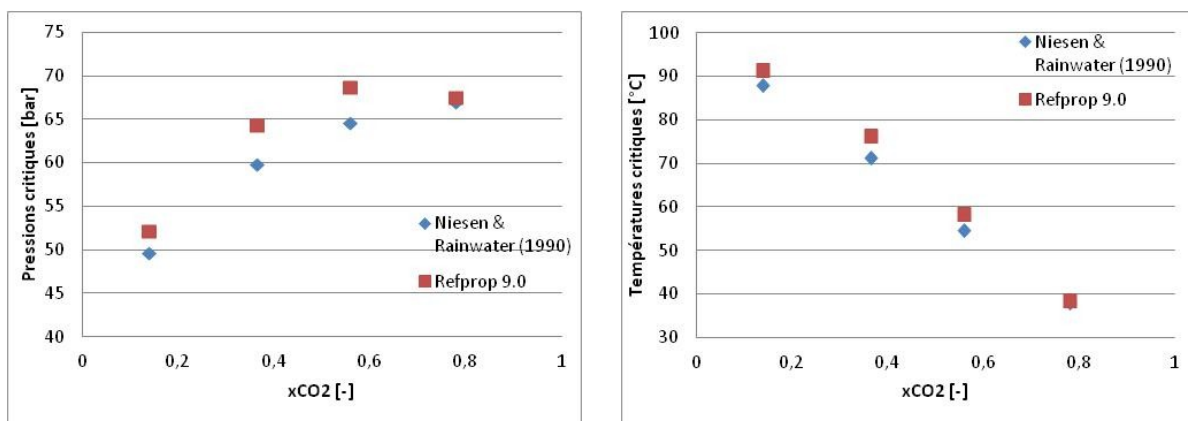 Pressions critiques [bar]
75
70
65
60
55
50
45
40
0
0,2
0,4
0,6
0,8
1
xCO2 [-]
Niesen &
Rainwater (1990)
Refprop 9.0
Températures critiques [°C]
100
90
80
70
60
50
40
30
0
0,2
0,4
0,6
0,8
1
xCO2 [-]
Niesen &
Rainwater (1990)
Refprop 9.0